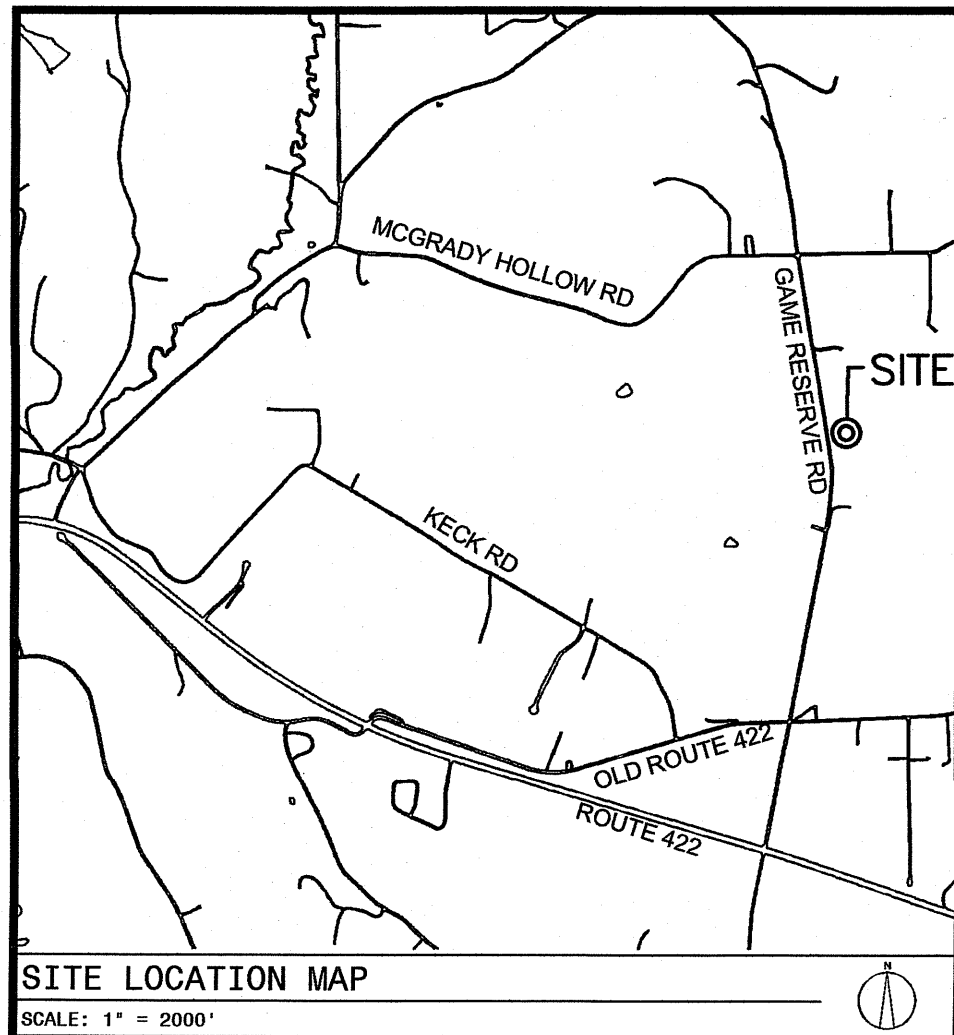 MCGRADY HOLLOW RD
GAME RESERVE RD
SITE
KECK RD
OLD ROUTE 422
ROUTE 422
SITE LOCATION MAP
N
SCALE: 1" = 2000'